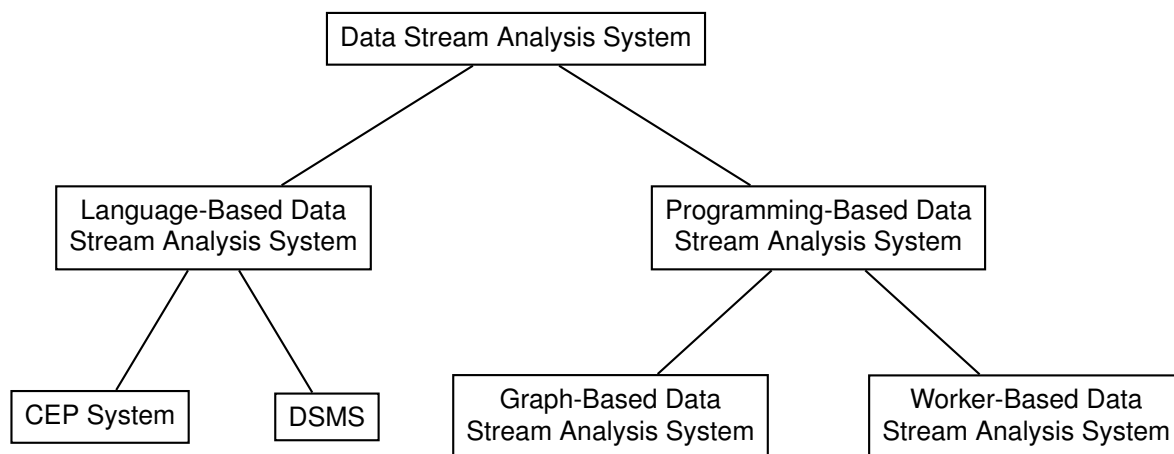 Data Stream Analysis System
Language-Based Data
Stream Analysis System
Programming-Based Data
Stream Analysis System
CEP System
DSMS
Graph-Based Data
Stream Analysis System
Worker-Based Data
Stream Analysis System